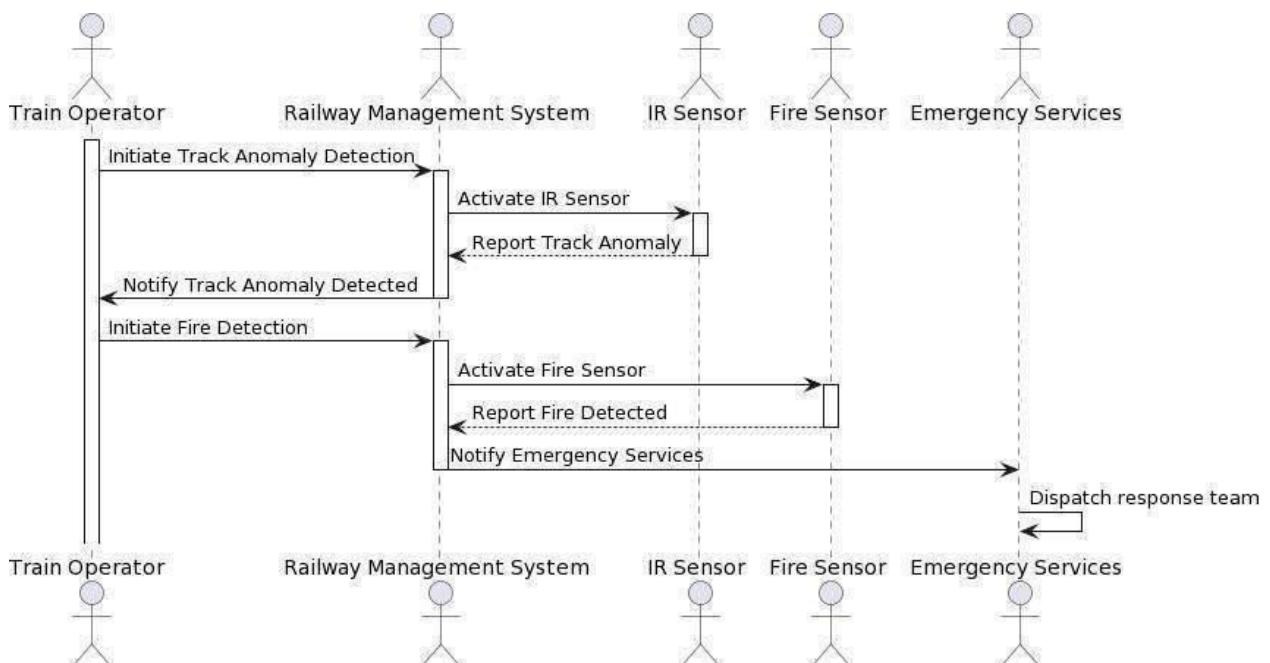 Train Operator Railway Management System IR Sensor Fire Sensor Emergency Services
Initiate Track Anomaly Detection
Activate IR Sensor
Report Track Anomaly
Notify Track Anomaly Detected
Initiate Fire Detection
Activate Fire Sensor
Report Fire Detected
Notify Emergency Services
Dispatch response team
Train Operator Railway Management System IR Sensor Fire Sensor Emergency Services